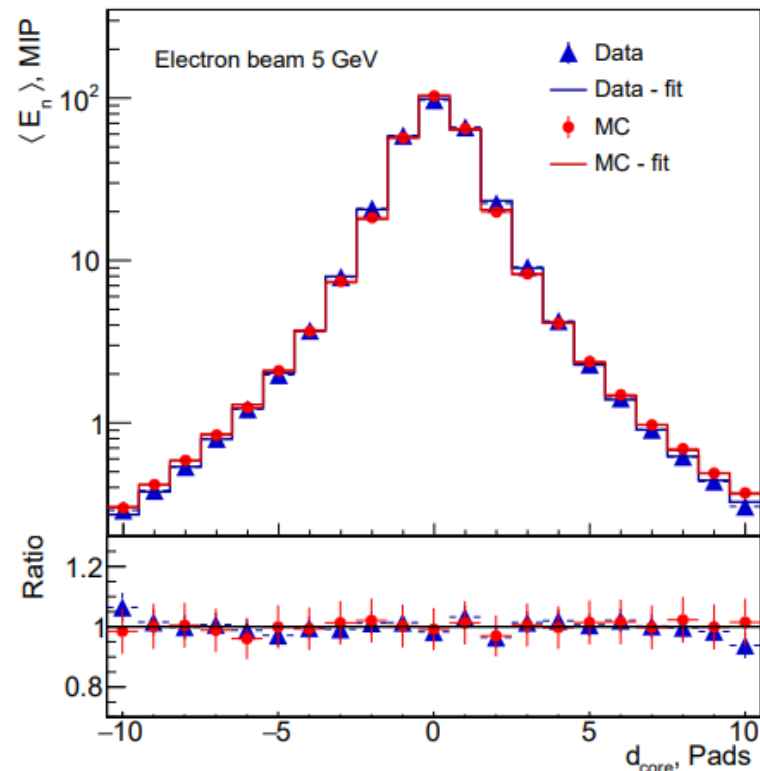 ⟨E_n⟩, MIP
Electron beam 5 GeV
Data
Data - fit
MC
MC - fit
10²
10
1
Ratio
1.2
1
0.8
−10 −5 0 5 10
d_core, Pads